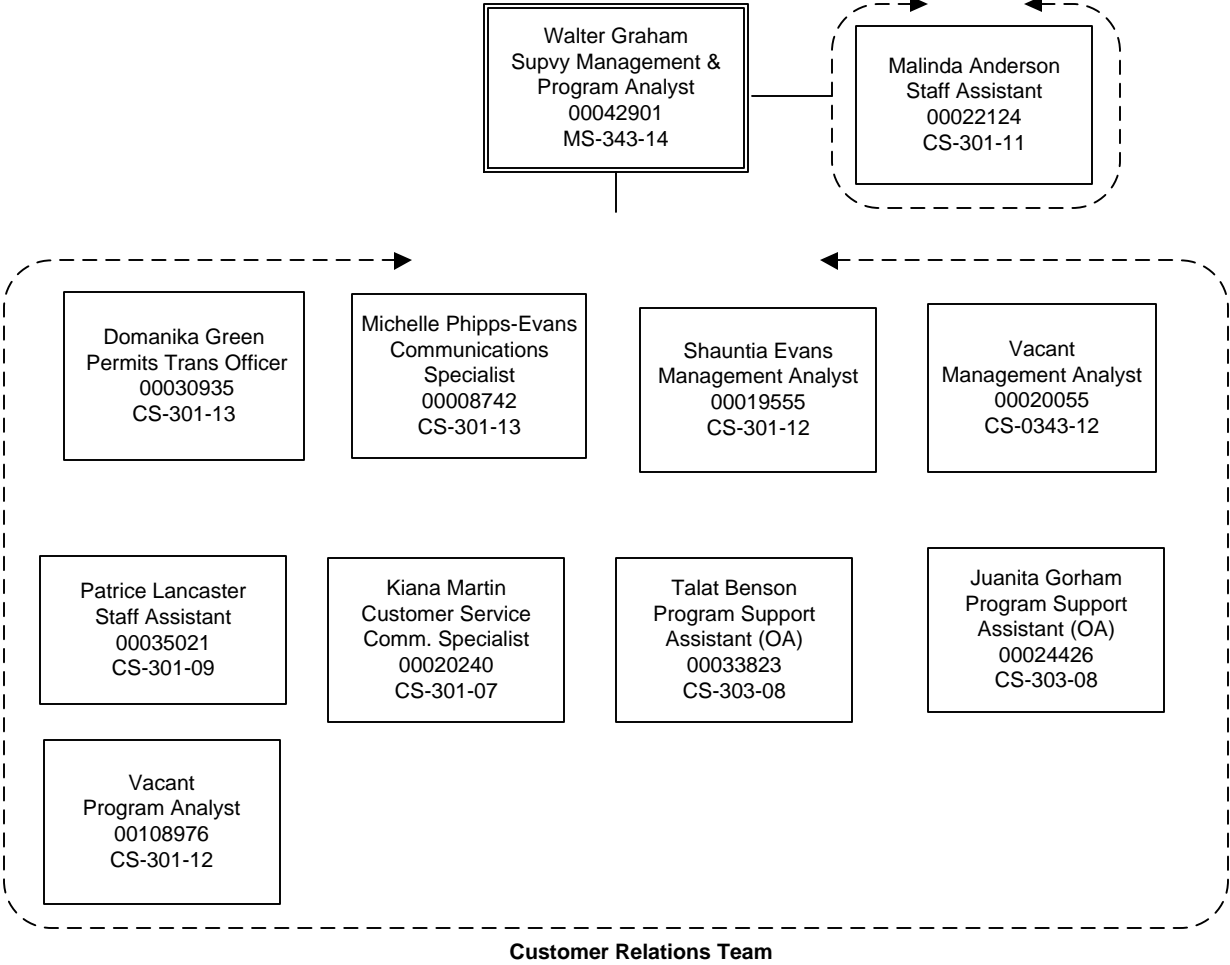 Walter Graham
Supvy Management &
Program Analyst
00042901
MS-343-14
Malinda Anderson
Staff Assistant
00022124
CS-301-11
Domanika Green
Permits Trans Officer
00030935
CS-301-13
Michelle Phipps-Evans
Communications
Specialist
00008742
CS-301-13
Shauntia Evans
Management Analyst
00019555
CS-301-12
Vacant
Management Analyst
00020055
CS-0343-12
Patrice Lancaster
Staff Assistant
00035021
CS-301-09
Kiana Martin
Customer Service
Comm. Specialist
00020240
CS-301-07
Talat Benson
Program Support
Assistant (OA)
00033823
CS-303-08
Juanita Gorham
Program Support
Assistant (OA)
00024426
CS-303-08
Vacant
Program Analyst
00108976
CS-301-12
Customer Relations Team